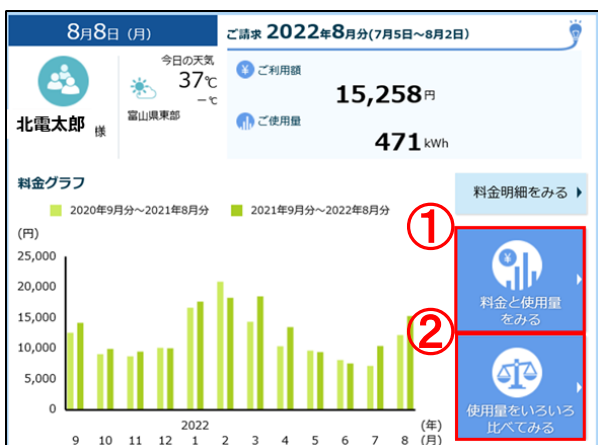 8月8日（月）
ご請求 2022年8月分(7月5日～8月2日)
今日の天気
37℃
－℃
富山県東部
北電太郎 様
¥ ご利用額
15,258円
ご使用量
471 kWh
料金グラフ
料金明細をみる
2020年9月分～2021年8月分
2021年9月分～2022年8月分
(円)
25,000
20,000
15,000
10,000
5,000
0
2022
(年)
9 10 11 12 1 2 3 4 5 6 7 8 (月)
①
¥
料金と使用量
をみる
②
使用量をいろいろ
比べてみる